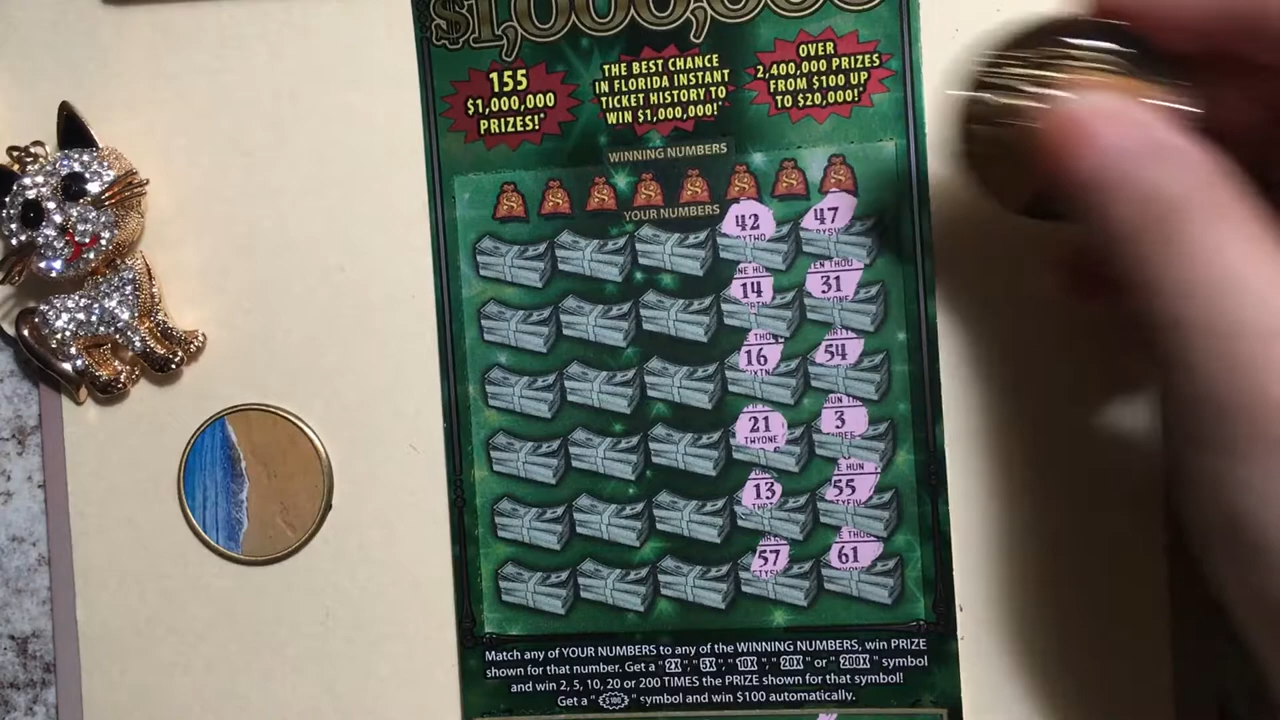 $1,000,000
155
$1,000,000
PRIZES!*
THE BEST CHANCE
IN FLORIDA INSTANT
TICKET HISTORY TO
WIN $1,000,000!*
OVER
2,400,000 PRIZES
FROM $100 UP
TO $20,000!*
WINNING NUMBERS
YOUR NUMBERS
42 47
14 31
16 54
21 3
TWYONE
13 55
57 61
Match any of YOUR NUMBERS to any of the WINNING NUMBERS, win PRIZE
shown for that number. Get a "2X", "5X", "10X", "20X" or "200X" symbol
and win 2, 5, 10, 20 or 200 TIMES the PRIZE shown for that symbol!
Get a "$100" symbol and win $100 automatically.